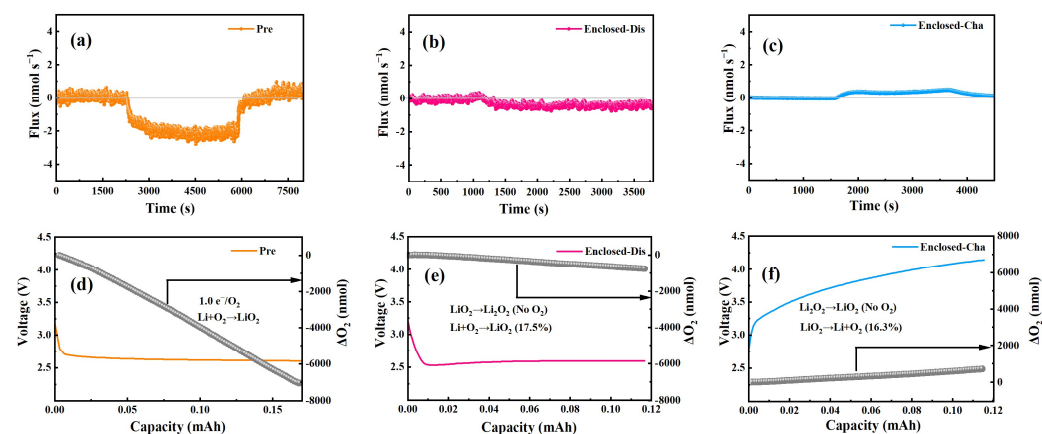 (a)
Pre
Flux (nmol s⁻¹)
4
2
0
-2
-4
0 1500 3000 4500 6000 7500
Time (s)
(b)
Enclosed-Dis
Flux (nmol s⁻¹)
4
2
0
-2
-4
0 500 1000 1500 2000 2500 3000 3500
Time (s)
(c)
Enclosed-Cha
Flux (nmol s⁻¹)
4
2
0
-2
-4
0 1000 2000 3000 4000
Time (s)
(d)
Pre
Voltage (V)
4.5
4.0
3.5
3.0
2.5
2.0
1.0 e⁻/O₂
Li+O₂→LiO₂
0
-2000
-4000
-6000
-8000
ΔO₂ (nmol)
0.00 0.05 0.10 0.15
Capacity (mAh)
(e)
Enclosed-Dis
Voltage (V)
4.5
4.0
3.5
3.0
2.5
2.0
LiO₂→Li₂O₂ (No O₂)
Li+O₂→LiO₂ (17.5%)
0
-2000
-4000
-6000
-8000
ΔO₂ (nmol)
0.00 0.02 0.04 0.06 0.08 0.10 0.12
Capacity (mAh)
(f)
Enclosed-Cha
Voltage (V)
4.5
4.0
3.5
3.0
2.5
Li₂O₂→LiO₂ (No O₂)
LiO₂→Li+O₂ (16.3%)
8000
6000
4000
2000
0
ΔO₂ (nmol)
0.00 0.02 0.04 0.06 0.08 0.10 0.12
Capacity (mAh)